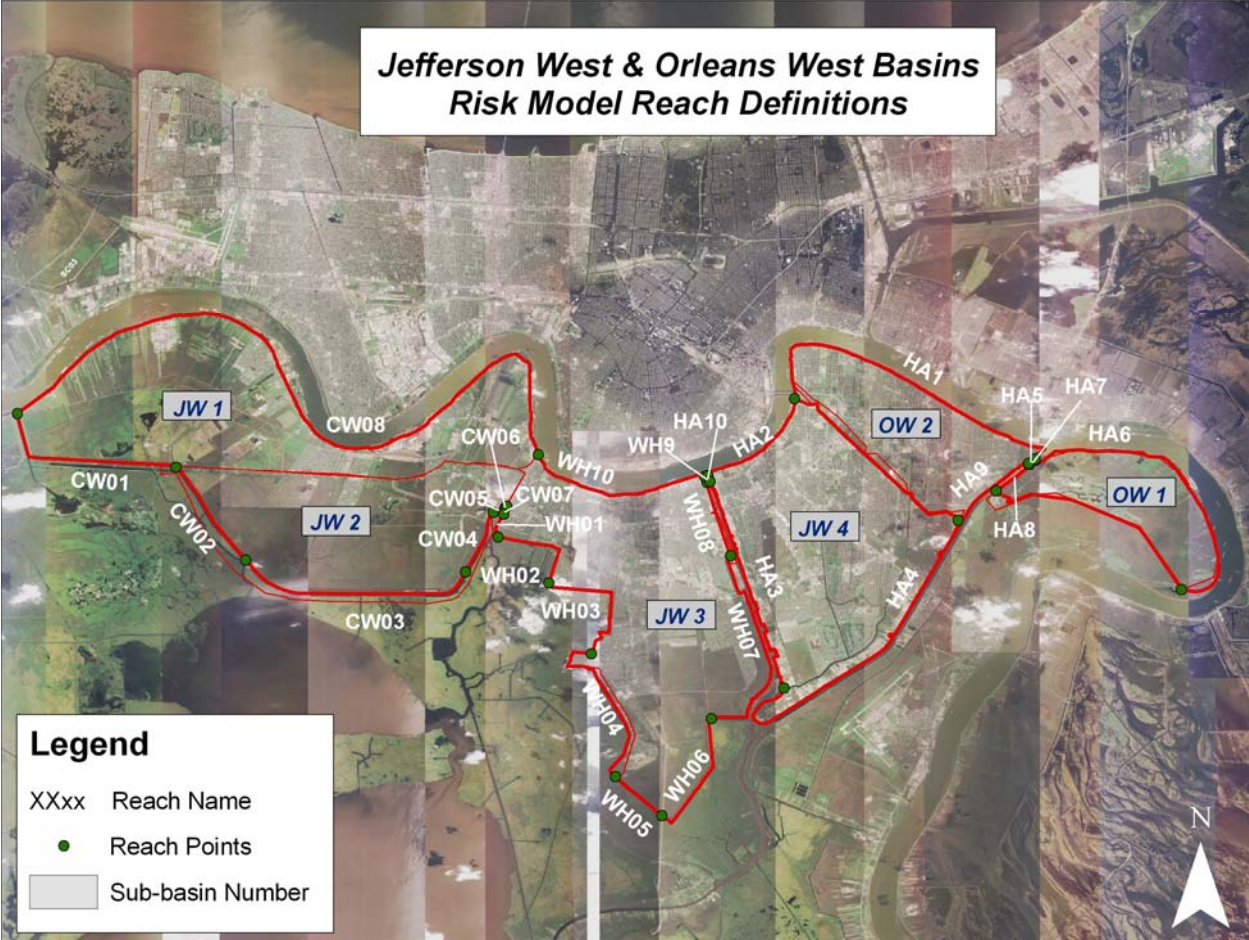 Jefferson West & Orleans West Basins
Risk Model Reach Definitions
SC03
HA1
HA5
HA7
JW 1
CW08
CW06
HA10
HA2
OW 2
HA6
WH9
WH10
CW01
CW05
CW07
HA9
OW 1
JW 2
WH01
WH08
JW 4
HA8
CW02
CW04
WH02
HA3
HA4
CW03
WH03
JW 3
WH07
WH04
WH06
WH05
Legend
XXxx Reach Name
Reach Points
Sub-basin Number
N